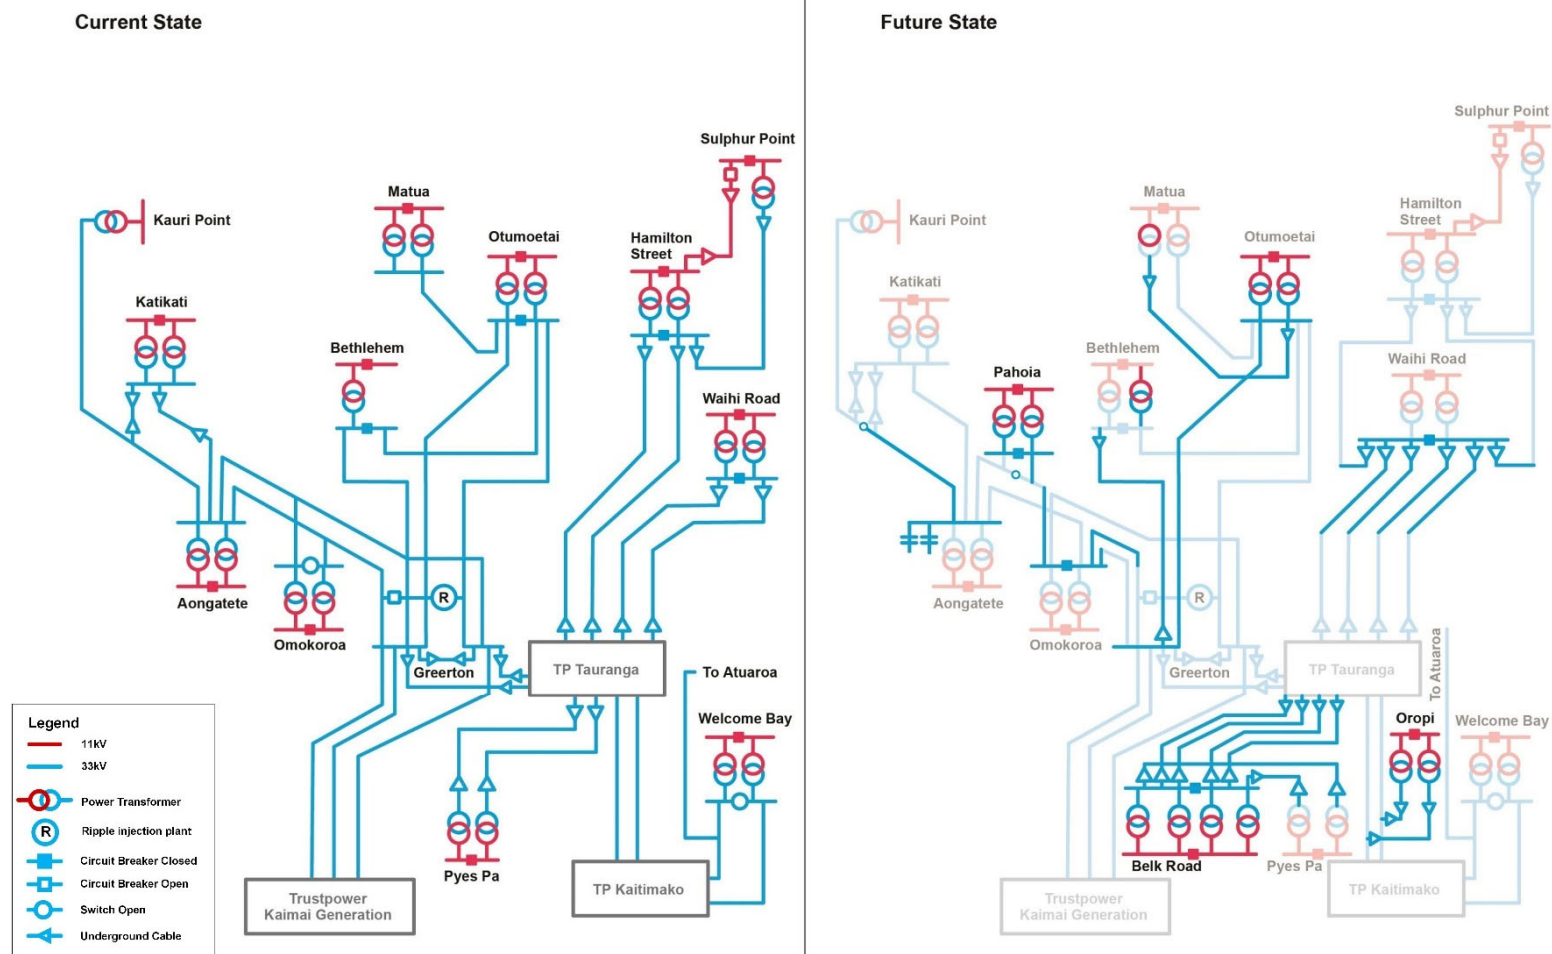 Current State
Sulphur Point
Matua
Kauri Point
Otumoetai
Hamilton
Street
Katikati
Bethlehem
Waihi Road
Aongatete
Omokoroa
R
Greerton
TP Tauranga
To Atuaroa
Welcome Bay
Pyes Pa
TP Kaitimako
Trustpower
Kaimai Generation
Legend
11kV
33kV
Power Transformer
R
Ripple injection plant
Circuit Breaker Closed
Circuit Breaker Open
Switch Open
Underground Cable
Future State
Sulphur Point
Matua
Kauri Point
Hamilton
Street
Otumoetai
Katikati
Bethlehem
Waihi Road
Pahoia
Aongatete
Omokoroa
R
Greerton
TP Tauranga
To Atuaroa
Oropi
Welcome Bay
Belk Road
Pyes Pa
TP Kaitimako
Trustpower
Kaimai Generation